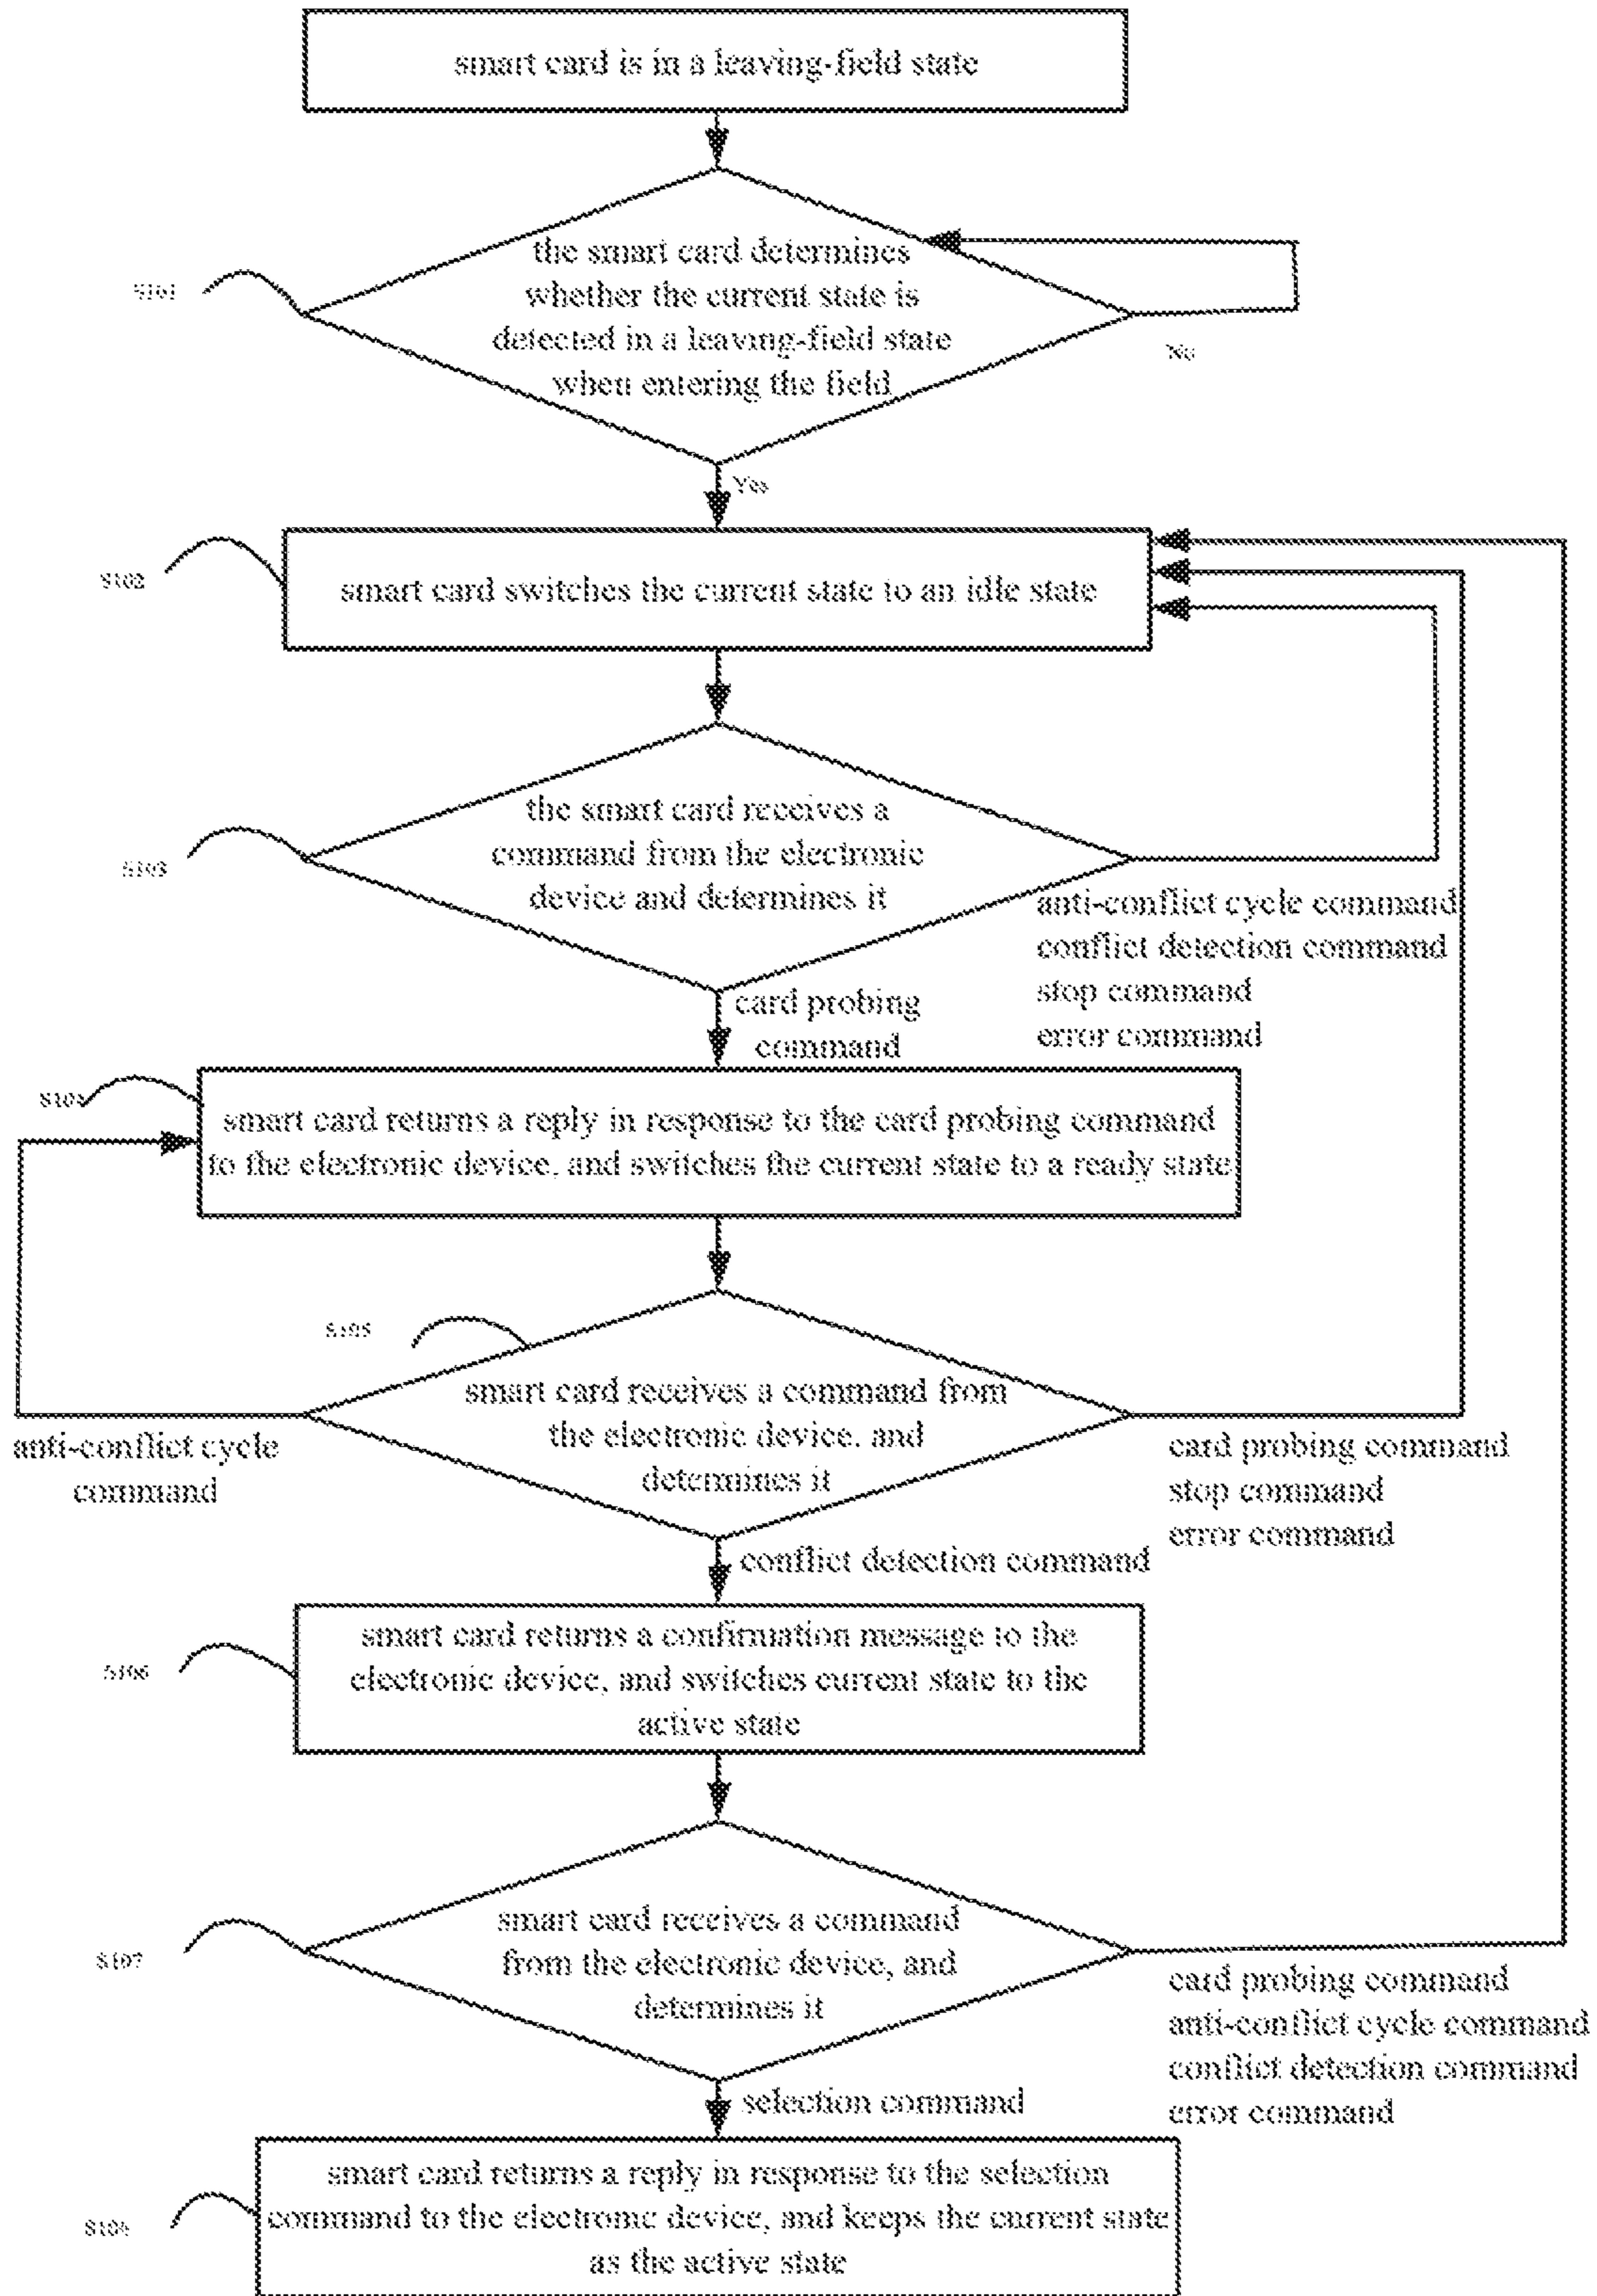 smart card is in a leaving-field state
the smart card determines
whether the current state is
detected in a leaving-field state
when entering the field
S101
No
Yes
S102
smart card switches the current state to an idle state
the smart card receives a
command from the electronic
device and determines it
S103
anti-conflict cycle command
conflict detection command
stop command
error command
card probing
command
smart card returns a reply in response to the card probing command
to the electronic device, and switches the current state to a ready state
S105
smart card receives a command from
the electronic device, and
determines it
anti-conflict cycle
command
card probing command
stop command
error command
conflict detection command
smart card returns a confirmation message to the
electronic device, and switches current state to the
active state
S106
smart card receives a command
from the electronic device, and
determines it
S107
card probing command
anti-conflict cycle command
conflict detection command
error command
selection command
smart card returns a reply in response to the selection
command to the electronic device, and keeps the current state
as the active state